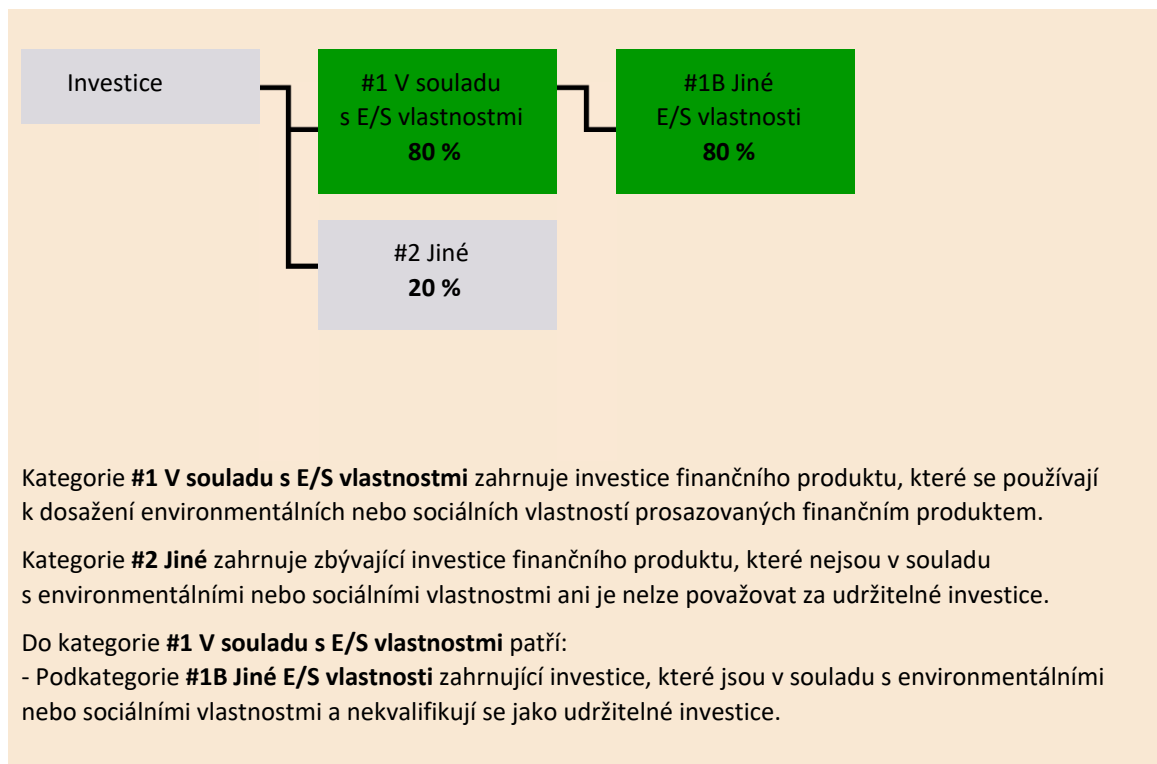 Investice
#1 V souladu
s E/S vlastnostmi
80 %
#1B Jiné
E/S vlastnosti
80 %
#2 Jiné
20 %
Kategorie #1 V souladu s E/S vlastnostmi zahrnuje investice finančního produktu, které se používají
k dosažení environmentálních nebo sociálních vlastností prosazovaných finančním produktem.
Kategorie #2 Jiné zahrnuje zbývající investice finančního produktu, které nejsou v souladu
s environmentálními nebo sociálními vlastnostmi ani je nelze považovat za udržitelné investice.
Do kategorie #1 V souladu s E/S vlastnostmi patří:
- Podkategorie #1B Jiné E/S vlastnosti zahrnující investice, které jsou v souladu s environmentálními
nebo sociálními vlastnostmi a nekvalifikují se jako udržitelné investice.